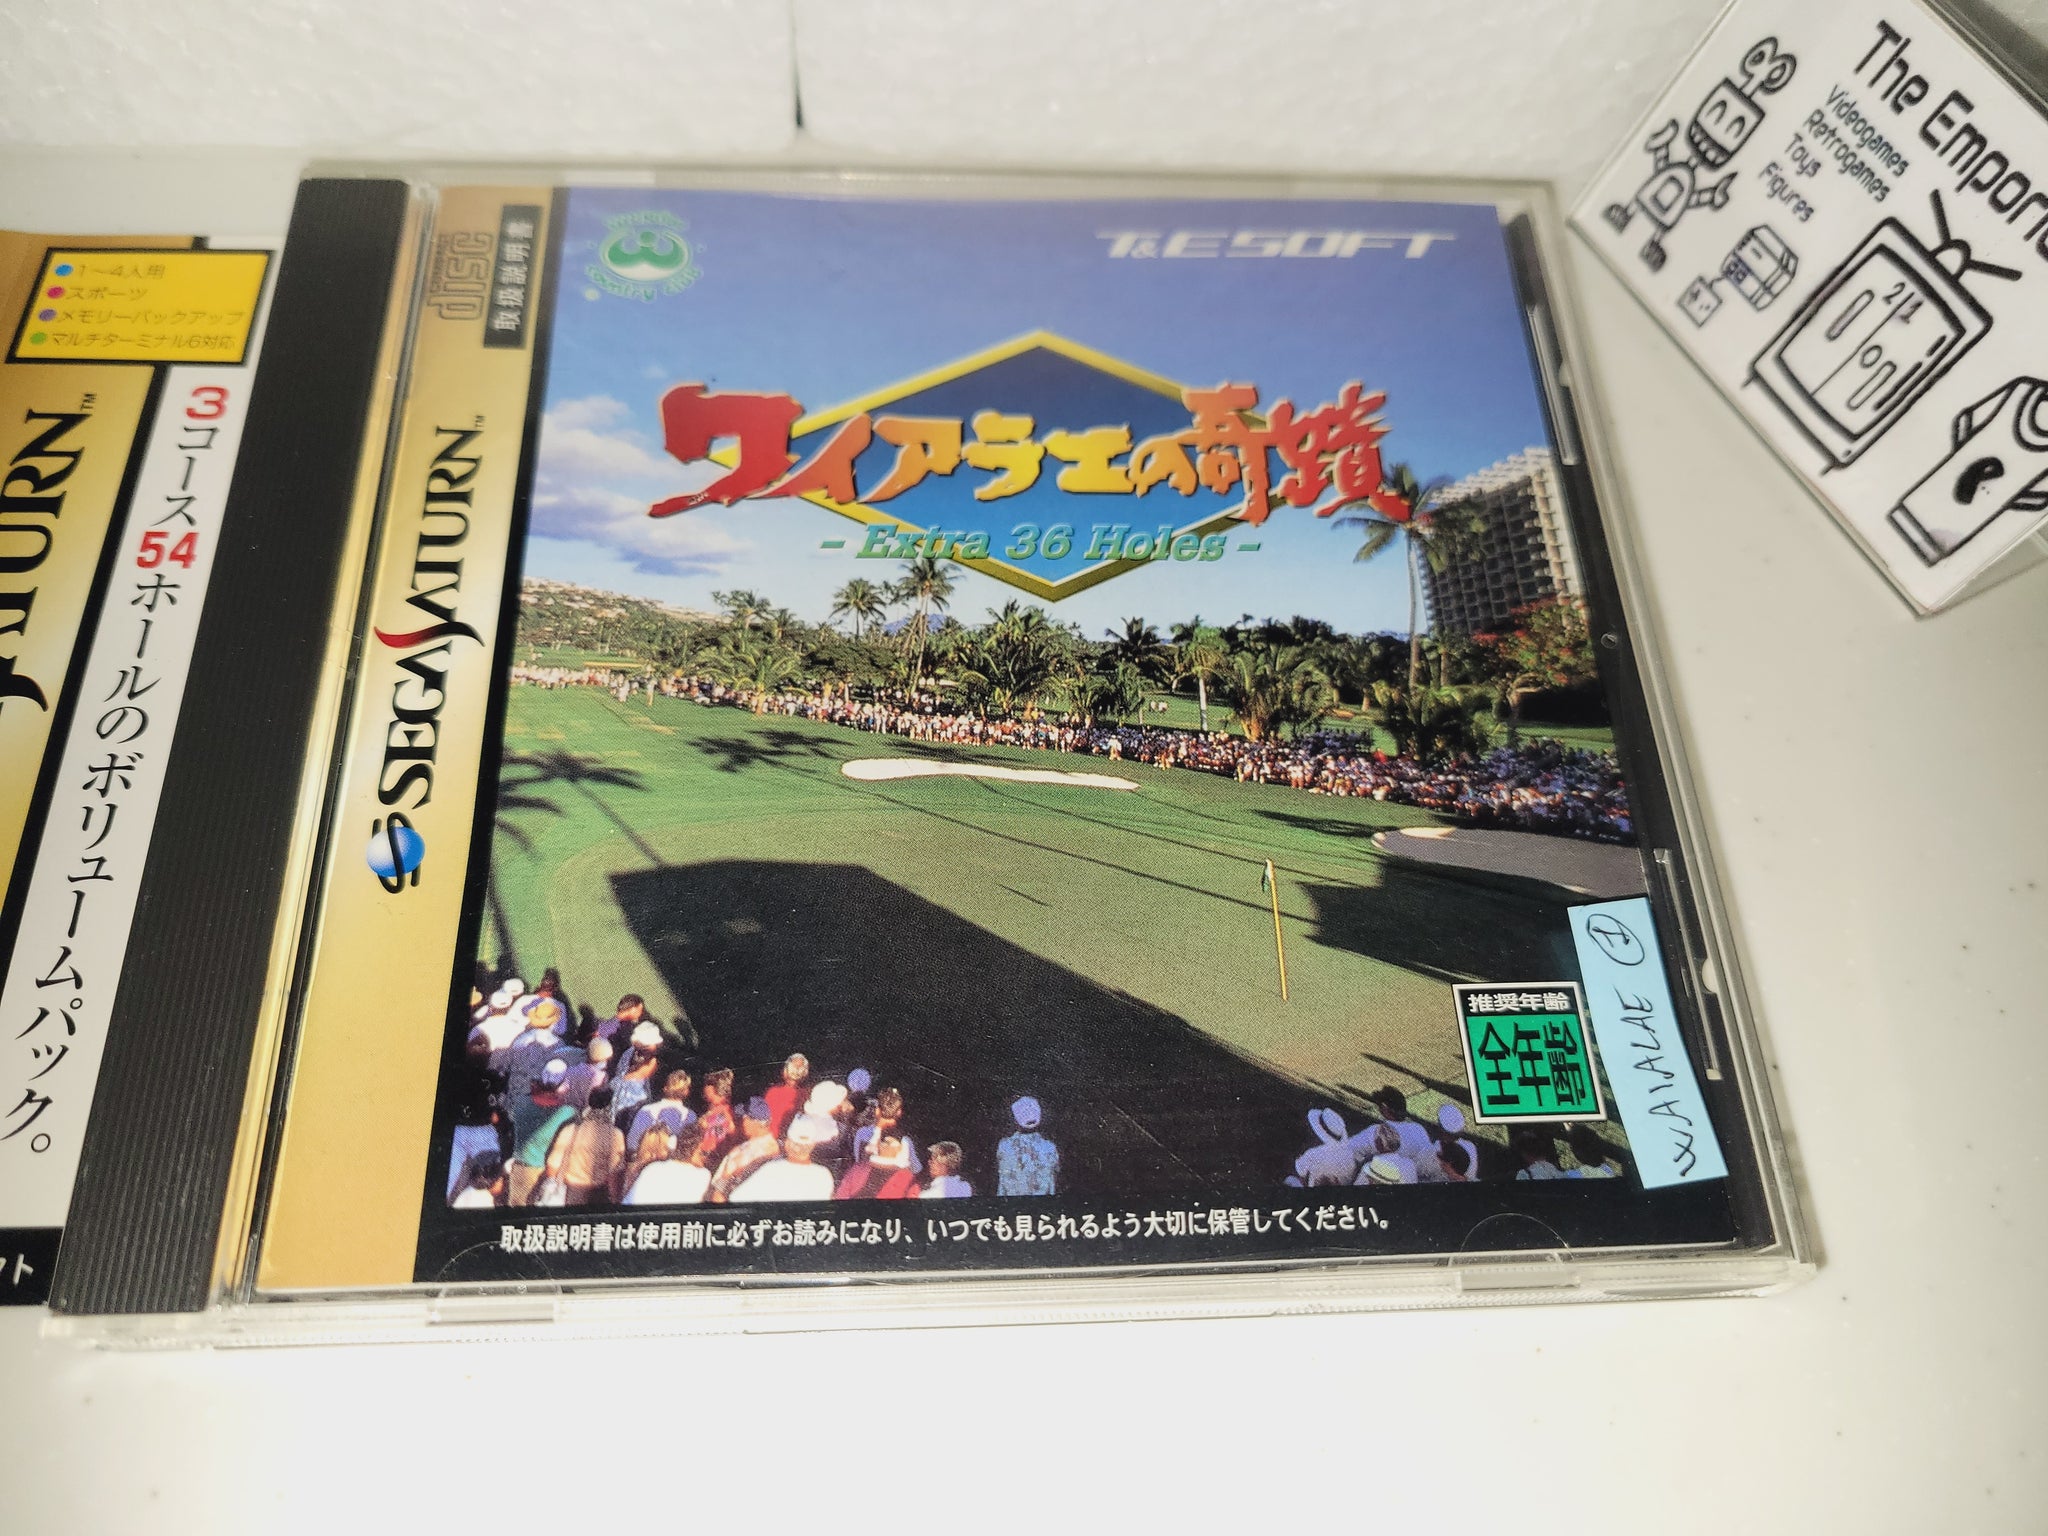 1～4人用
スポーツ
メモリーバックアップ
マルチターミナル6対応
SATURN™
3コース54ホールのボリュームパック。
disc
取扱説明書
SEGA SATURN™
Country Club
T&E SOFT
ワイアラエの奇蹟
- Extra 36 Holes -
推奨年齢
全年齢
WAIALAE 1
取扱説明書は使用前に必ずお読みになり、いつでも見られるよう大切に保管してください。
The Emporiu
Videogames
Retrogames
Toys
Figures